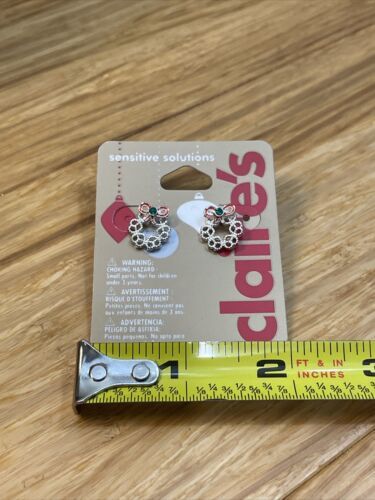 sensitive solutions
claire's
WARNING:
CHOKING HAZARD -
Small parts. Not for children
under 3 years.
AVERTISSEMENT:
RISQUE D'ÉTOUFFEMENT -
Petites pièces. Ne convient pas
aux enfants de moins de 3 ans.
ADVERTENCIA:
PELIGRO DE ASFIXIA-
Piezas pequeñas. No apto para
1 2 3
FT & IN
INCHES